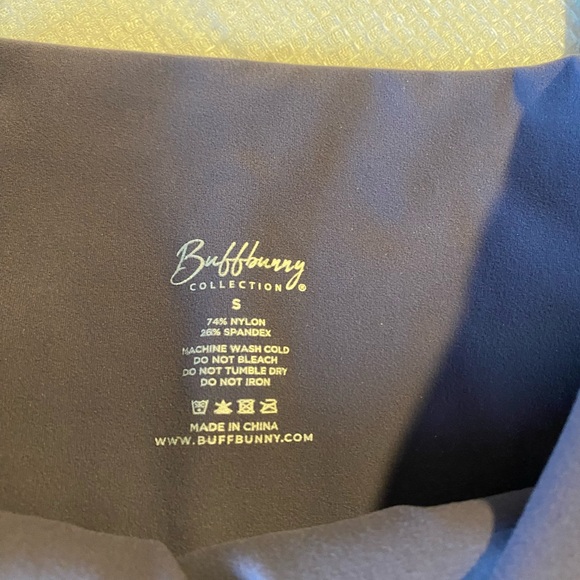 Buffbunny
COLLECTION ®
S
74% NYLON
26% SPANDEX
MACHINE WASH COLD
DO NOT BLEACH
DO NOT TUMBLE DRY
DO NOT IRON
MADE IN CHINA
WWW.BUFFBUNNY.COM